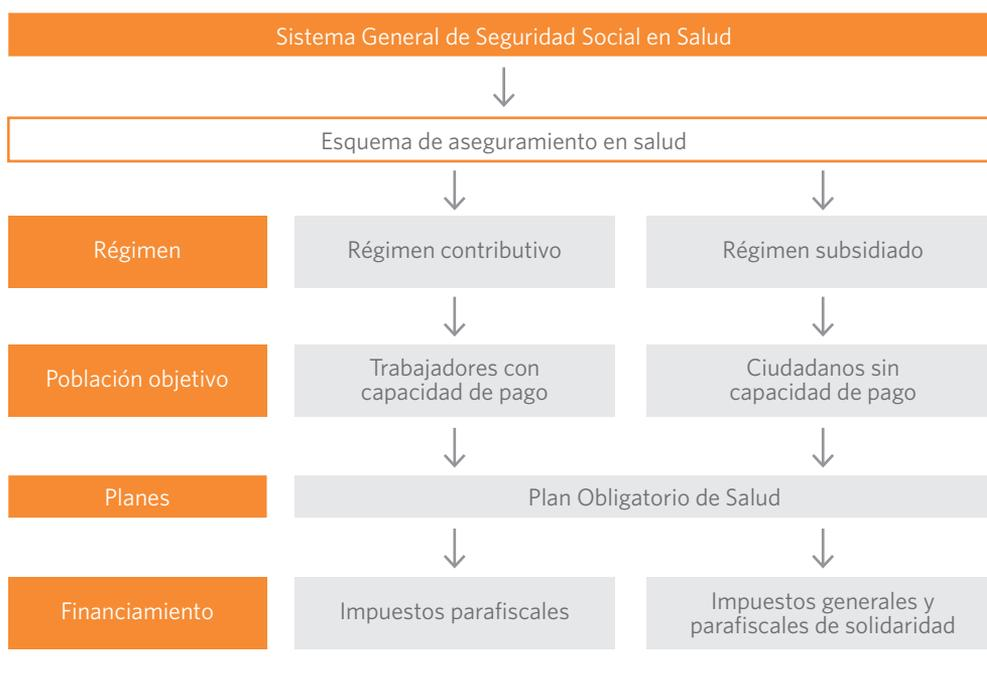 Sistema General de Seguridad Social en Salud
Esquema de aseguramiento en salud
Régimen
Régimen contributivo
Régimen subsidiado
Población objetivo
Trabajadores con
capacidad de pago
Ciudadanos sin
capacidad de pago
Planes
Plan Obligatorio de Salud
Financiamiento
Impuestos parafiscales
Impuestos generales y
parafiscales de solidaridad